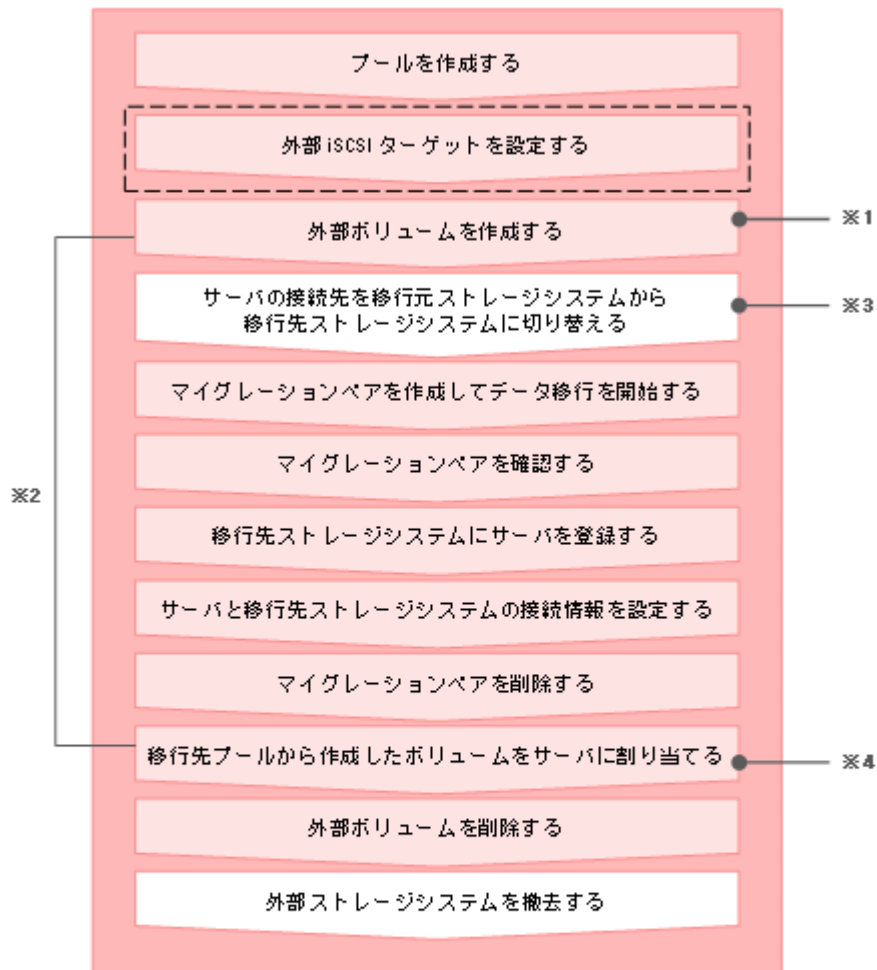 プールを作成する
外部 iSCSI ターゲットを設定する
外部ボリュームを作成する
※1
サーバの接続先を移行元ストレージシステムから
移行先ストレージシステムに切り替える
※3
マイグレーションペアを作成してデータ移行を開始する
マイグレーションペアを確認する
※2
移行先ストレージシステムにサーバを登録する
サーバと移行先ストレージシステムの接続情報を設定する
マイグレーションペアを削除する
移行先プールから作成したボリュームをサーバに割り当てる
※4
外部ボリュームを削除する
外部ストレージシステムを撤去する